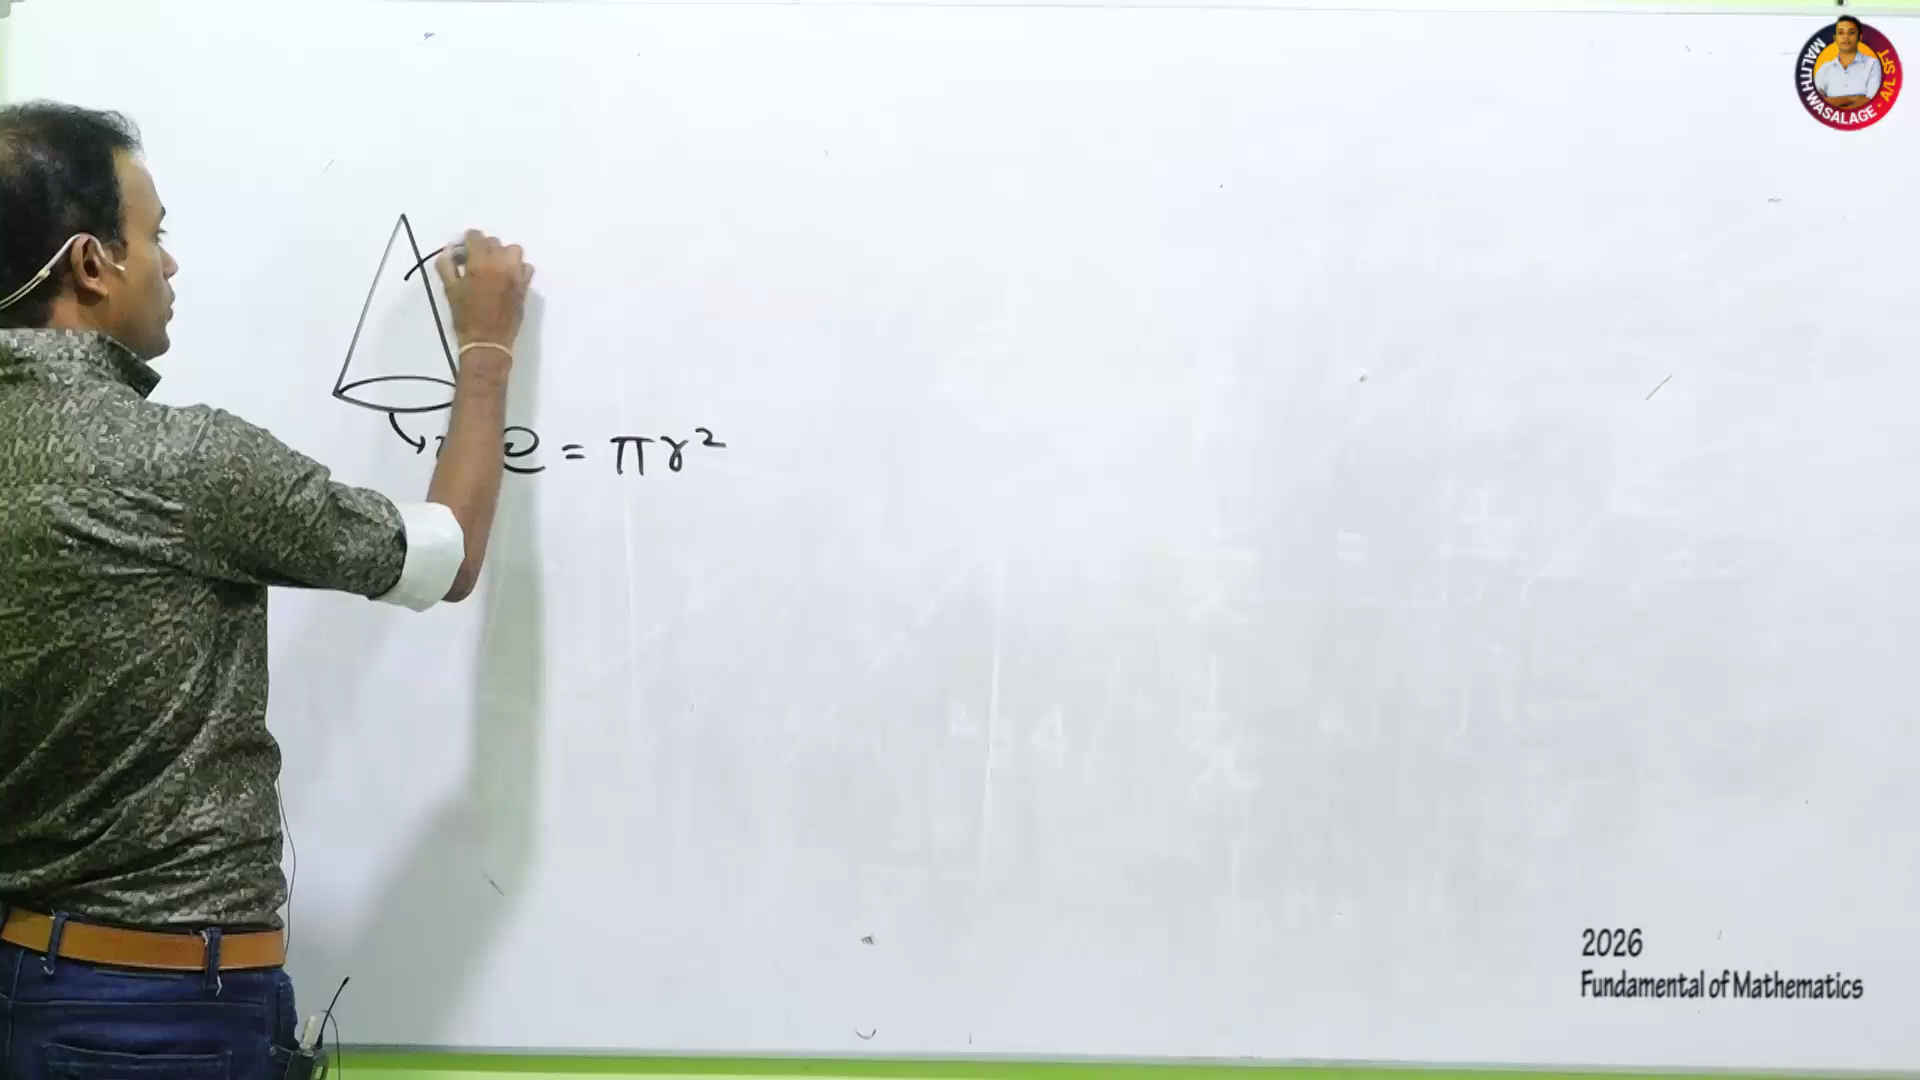 MALITH WASALAGE - A/L SFT
= πr²
2026
Fundamental of Mathematics